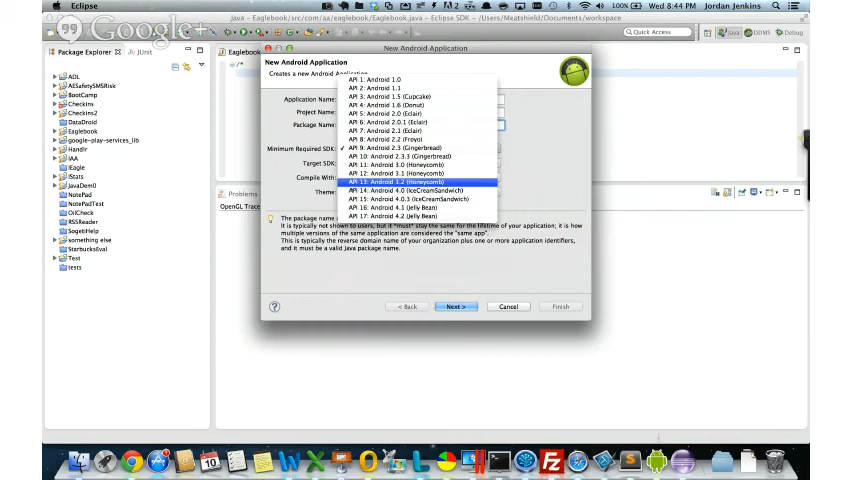 Eclipse
100%
Wed 8:44 PM Jordan Jenkins
Java – Eaglebook/src/com/aa/eaglebook/Eaglebook.java – Eclipse SDK – /Users/Meatshield/Documents/workspace
Google+
Quick Access
Java
DDMS
Debug
Package Explorer
JUnit
Eaglebook
/*
ADL
AESafetySMSRisk
BootCamp
Checkins
Checkins2
DataDroid
Eaglebook
google-play-services_lib
Handlr
IAA
IEagle
iStats
JavaDem0
NotePad
NotePadTest
OilCheck
RSSReader
SogetiHelp
something else
StarbucksEval
Test
tests
New Android Application
New Android Application
Creates a new Android Application
Application Name:
Project Name:
Package Name:
Minimum Required SDK:
Target SDK:
Compile With:
Theme:
API 1: Android 1.0
API 2: Android 1.1
API 3: Android 1.5 (Cupcake)
API 4: Android 1.6 (Donut)
API 5: Android 2.0 (Eclair)
API 6: Android 2.0.1 (Eclair)
API 7: Android 2.1 (Eclair)
API 8: Android 2.2 (Froyo)
✓ API 9: Android 2.3 (Gingerbread)
API 10: Android 2.3.3 (Gingerbread)
API 11: Android 3.0 (Honeycomb)
API 12: Android 3.1 (Honeycomb)
API 13: Android 3.2 (Honeycomb)
API 14: Android 4.0 (IceCreamSandwich)
API 15: Android 4.0.3 (IceCreamSandwich)
API 16: Android 4.1 (Jelly Bean)
API 17: Android 4.2 (Jelly Bean)
The package name
It is typically not shown to users, but it *must* stay the same for the lifetime of your application; it is how
multiple versions of the same application are considered the "same app".
This is typically the reverse domain name of your organization plus one or more application identifiers,
and it must be a valid Java package name.
?
< Back
Next >
Cancel
Finish
Problems
OpenGL Trace